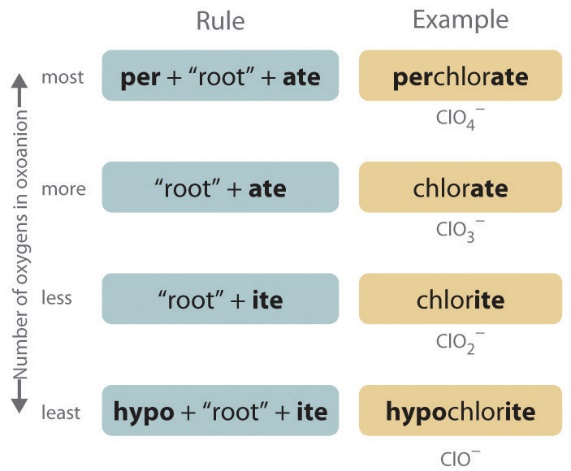 Rule Example
Number of oxygens in oxoanion
most per + “root” + ate perchlorate
ClO₄⁻
more “root” + ate chlorate
ClO₃⁻
less “root” + ite chlorite
ClO₂⁻
least hypo + “root” + ite hypochlorite
ClO⁻